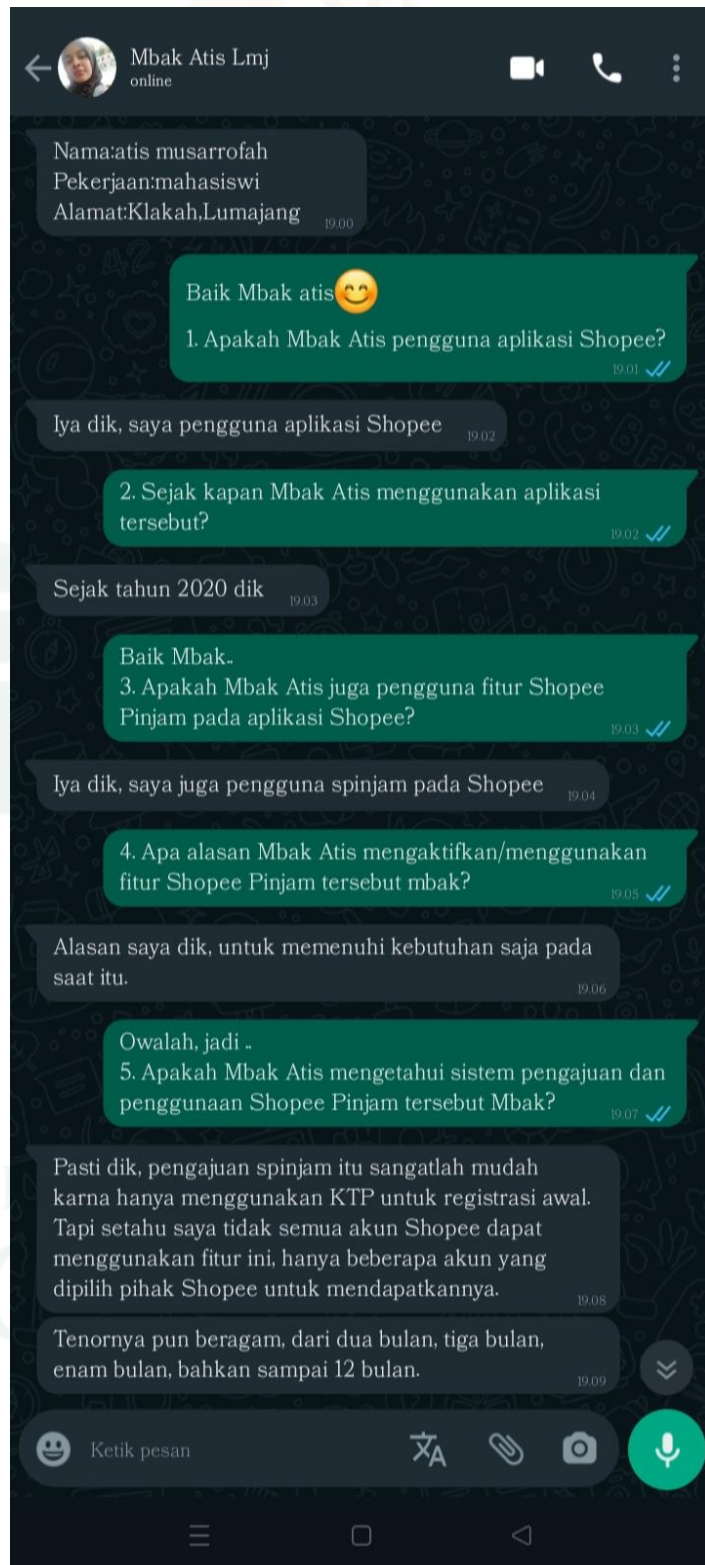 Mbak Atis Lmj
online
Nama:atis musarrofah
Pekerjaan:mahasiswi
Alamat:Klakah,Lumajang
19.00
Baik Mbak atis😊
1. Apakah Mbak Atis pengguna aplikasi Shopee?
19.01
Iya dik, saya pengguna aplikasi Shopee
19.02
2. Sejak kapan Mbak Atis menggunakan aplikasi
tersebut?
19.02
Sejak tahun 2020 dik
19.03
Baik Mbak..
3. Apakah Mbak Atis juga pengguna fitur Shopee
Pinjam pada aplikasi Shopee?
19.03
Iya dik, saya juga pengguna spinjam pada Shopee
19.04
4. Apa alasan Mbak Atis mengaktifkan/menggunakan
fitur Shopee Pinjam tersebut mbak?
19.05
Alasan saya dik, untuk memenuhi kebutuhan saja pada
saat itu.
19.06
Owalah, jadi ..
5. Apakah Mbak Atis mengetahui sistem pengajuan dan
penggunaan Shopee Pinjam tersebut Mbak?
19.07
Pasti dik, pengajuan spinjam itu sangatlah mudah
karna hanya menggunakan KTP untuk registrasi awal.
Tapi setahu saya tidak semua akun Shopee dapat
menggunakan fitur ini, hanya beberapa akun yang
dipilih pihak Shopee untuk mendapatkannya.
19.08
Tenornya pun beragam, dari dua bulan, tiga bulan,
enam bulan, bahkan sampai 12 bulan.
19.09
Ketik pesan